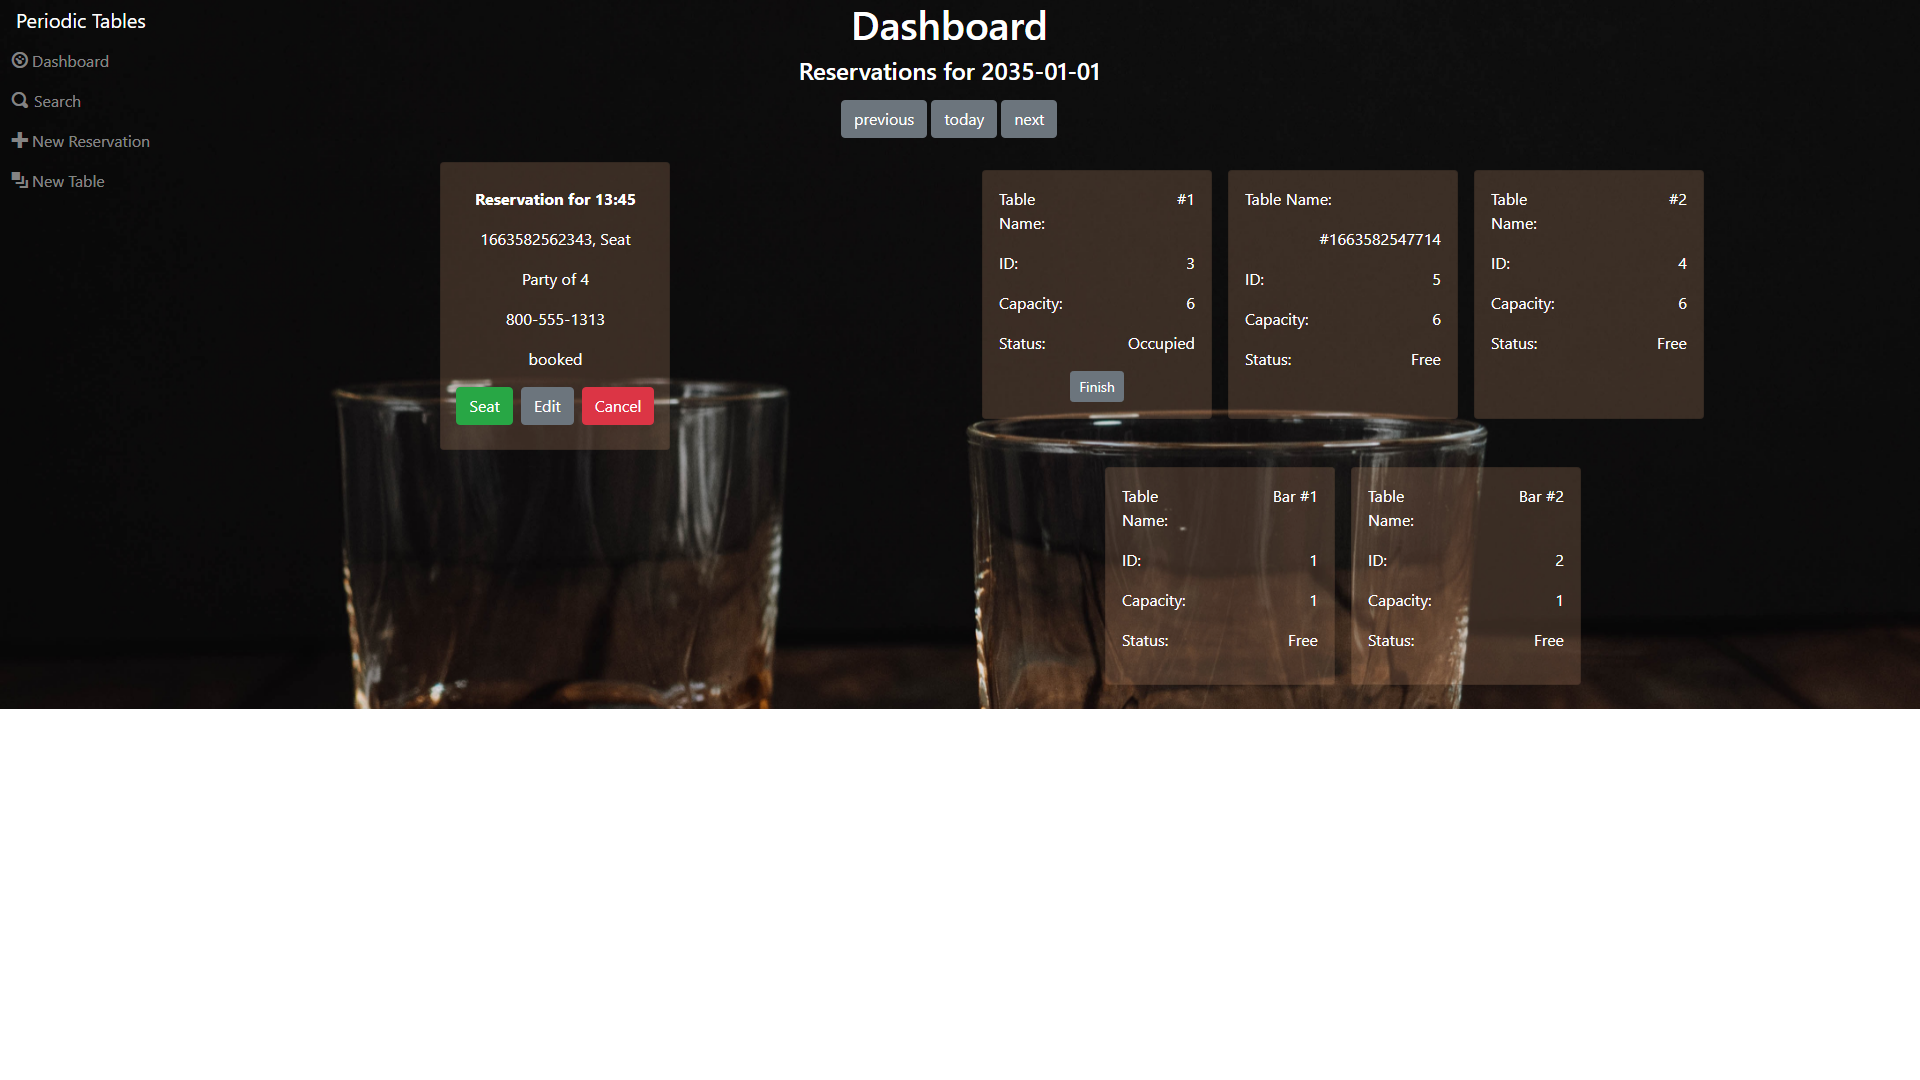 Periodic Tables
Dashboard
Search
New Reservation
New Table
Dashboard
Reservations for 2035-01-01
previous today next
Reservation for 13:45
1663582562343, Seat
Party of 4
800-555-1313
booked
Seat Edit Cancel
Table Name: #1
ID: 3
Capacity: 6
Status: Occupied
Finish
Table Name:
#1663582547714
ID: 5
Capacity: 6
Status: Free
Table Name: #2
ID: 4
Capacity: 6
Status: Free
Table Name: Bar #1
ID: 1
Capacity: 1
Status: Free
Table Name: Bar #2
ID: 2
Capacity: 1
Status: Free